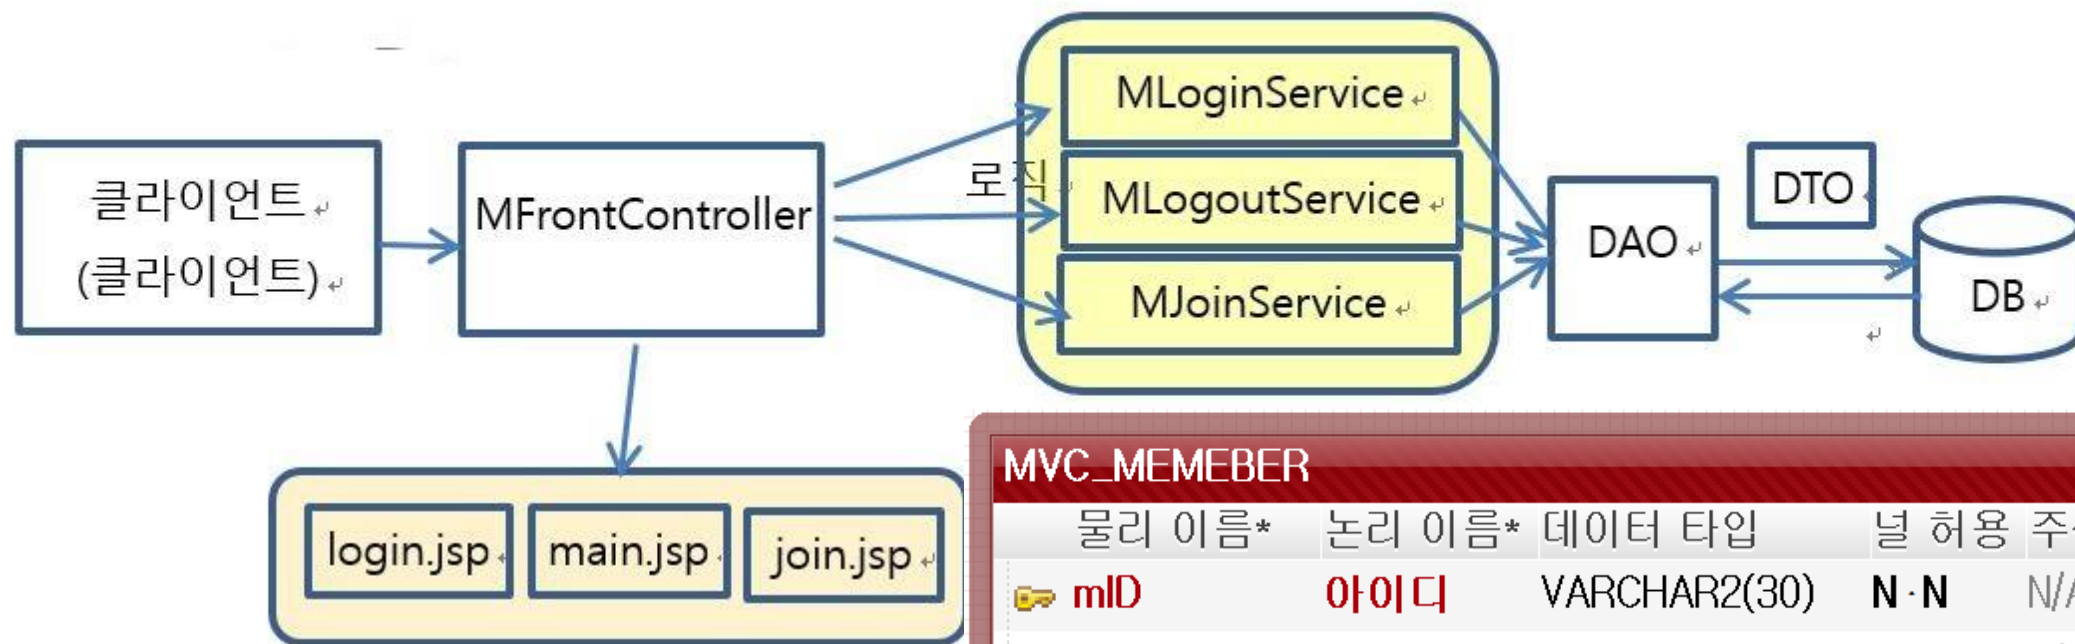 클라이언트
(클라이언트)
MFrontController
로직
MLoginService
MLogoutService
MJoinService
DAO
DTO
DB
login.jsp
main.jsp
join.jsp
MVC_MEMEBER
물리 이름* 논리 이름* 데이터 타입 널 허용
mID 아이디 VARCHAR2(30) N·N N/A